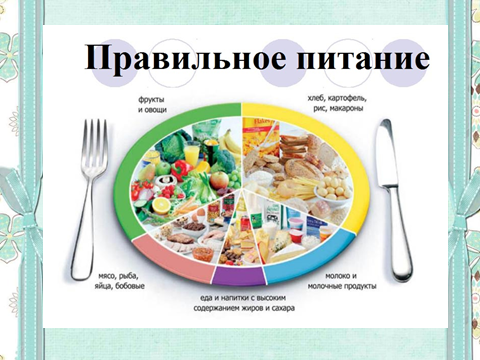 Правильное питание
фрукты
и овощи
хлеб, картофель,
рис, макароны
мясо, рыба,
яйца, бобовые
молоко и
молочные продукты
еда и напитки с высоким
содержанием жиров и сахара